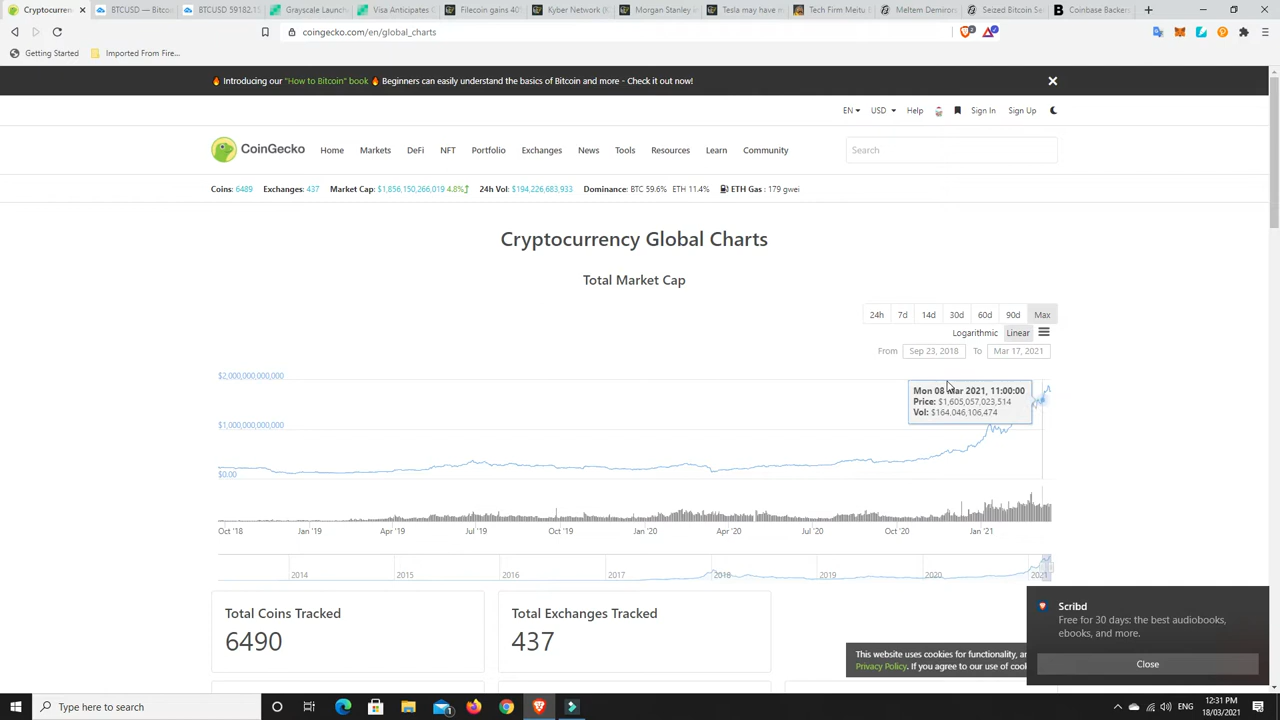 Cryptocurren
BTCUSD — Bitcoi
BTCUSD 59182.15
Grayscale Launch
Visa Anticipates C
Filecoin gains 40%
Kyber Network (K
Morgan Stanley in
Tesla may have m
Tech Firm Meitu
Meltem Demirors
Seized Bitcoin Se
Coinbase Backers
coingecko.com/en/global_charts
Getting Started
Imported From Fire...
Introducing our "How to Bitcoin" book 🔥 Beginners can easily understand the basics of Bitcoin and more - Check it out now!
EN USD Help Sign In Sign Up
CoinGecko Home Markets DeFi NFT Portfolio Exchanges News Tools Resources Learn Community Search
Coins: 6489 Exchanges: 437 Market Cap: $1,856,150,266,019 4.8% 24h Vol: $194,226,683,933 Dominance: BTC 59.6% ETH 11.4% ETH Gas : 179 gwei
Cryptocurrency Global Charts
Total Market Cap
24h 7d 14d 30d 60d 90d Max
Logarithmic Linear
From Sep 23, 2018 To Mar 17, 2021
$2,000,000,000,000
Mon 08 Mar 2021, 11:00:00
Price: $1,605,057,023,514
Vol: $164,046,106,474
$1,000,000,000,000
$0.00
Oct '18 Jan '19 Apr '19 Jul '19 Oct '19 Jan '20 Apr '20 Jul '20 Oct '20 Jan '21
2014 2015 2016 2017 2018 2019 2020 2021
Total Coins Tracked
6490
Total Exchanges Tracked
437
Scribd
Free for 30 days: the best audiobooks,
ebooks, and more.
Close
This website uses cookies for functionality, an
Privacy Policy. If you agree to our use of cook
Type here to search
ENG
12:31 PM
18/03/2021